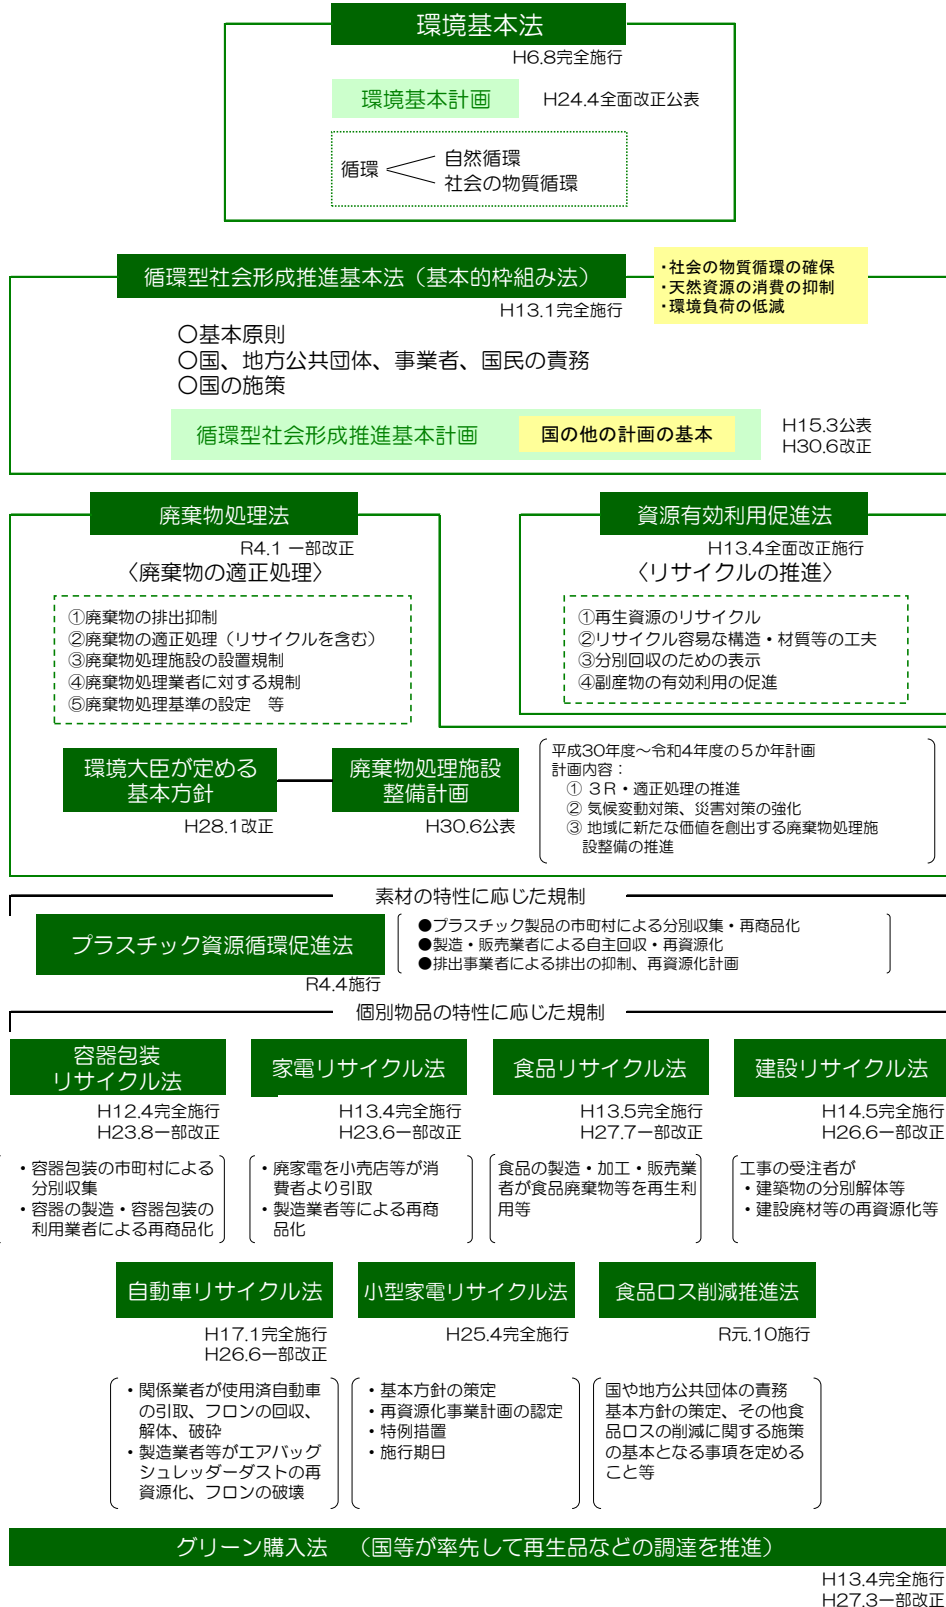 環境基本法
H6.8完全施行
環境基本計画
H24.4全面改正公表
循環
自然循環
社会の物質循環
循環型社会形成推進基本法（基本的枠組み法）
・社会の物質循環の確保
・天然資源の消費の抑制
・環境負荷の低減
H13.1完全施行
〇基本原則
〇国、地方公共団体、事業者、国民の責務
〇国の施策
循環型社会形成推進基本計画
国の他の計画の基本
H15.3公表
H30.6改正
廃棄物処理法
R4.1 一部改正
〈廃棄物の適正処理〉
①廃棄物の排出抑制
②廃棄物の適正処理（リサイクルを含む）
③廃棄物処理施設の設置規制
④廃棄物処理業者に対する規制
⑤廃棄物処理基準の設定　等
資源有効利用促進法
H13.4全面改正施行
〈リサイクルの推進〉
①再生資源のリサイクル
②リサイクル容易な構造・材質等の工夫
③分別回収のための表示
④副産物の有効利用の促進
環境大臣が定める
基本方針
H28.1改正
廃棄物処理施設
整備計画
H30.6公表
平成30年度～令和4年度の５か年計画
計画内容：
① ３Ｒ・適正処理の推進
② 気候変動対策、災害対策の強化
③ 地域に新たな価値を創出する廃棄物処理施
設整備の推進
素材の特性に応じた規制
プラスチック資源循環促進法
R4.4施行
●プラスチック製品の市町村による分別収集・再商品化
●製造・販売業者による自主回収・再資源化
●排出事業者による排出の抑制、再資源化計画
個別物品の特性に応じた規制
容器包装
リサイクル法
H12.4完全施行
H23.8一部改正
・容器包装の市町村による
分別収集
・容器の製造・容器包装の
利用業者による再商品化
家電リサイクル法
H13.4完全施行
H23.6一部改正
・廃家電を小売店等が消
費者より引取
・製造業者等による再商
品化
食品リサイクル法
H13.5完全施行
H27.7一部改正
食品の製造・加工・販売業
者が食品廃棄物等を再生利
用等
建設リサイクル法
H14.5完全施行
H26.6一部改正
工事の受注者が
・建築物の分別解体等
・建設廃材等の再資源化等
自動車リサイクル法
H17.1完全施行
H26.6一部改正
・関係業者が使用済自動車
の引取、フロンの回収、
解体、破砕
・製造業者等がエアバッグ
シュレッダーダストの再
資源化、フロンの破壊
小型家電リサイクル法
H25.4完全施行
・基本方針の策定
・再資源化事業計画の認定
・特例措置
・施行期日
食品ロス削減推進法
R元.10施行
国や地方公共団体の責務
基本方針の策定、その他食
品ロスの削減に関する施策
の基本となる事項を定める
こと等
グリーン購入法　（国等が率先して再生品などの調達を推進）
H13.4完全施行
H27.3一部改正